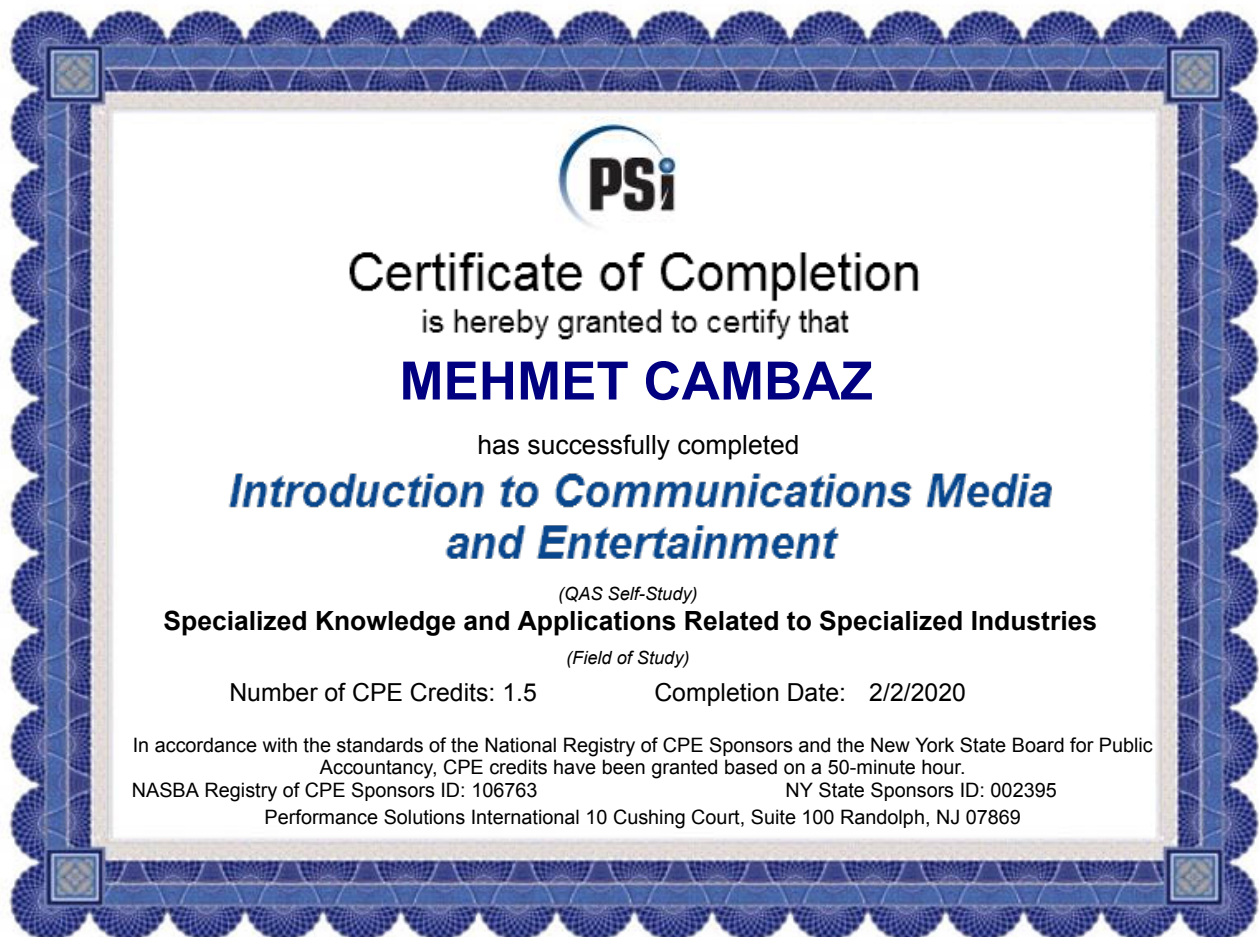 PSi
Certificate of Completion
is hereby granted to certify that
MEHMET CAMBAZ
has successfully completed
Introduction to Communications Media
and Entertainment
(QAS Self-Study)
Specialized Knowledge and Applications Related to Specialized Industries
(Field of Study)
Number of CPE Credits: 1.5 Completion Date: 2/2/2020
In accordance with the standards of the National Registry of CPE Sponsors and the New York State Board for Public
Accountancy, CPE credits have been granted based on a 50-minute hour.
NASBA Registry of CPE Sponsors ID: 106763 NY State Sponsors ID: 002395
Performance Solutions International 10 Cushing Court, Suite 100 Randolph, NJ 07869